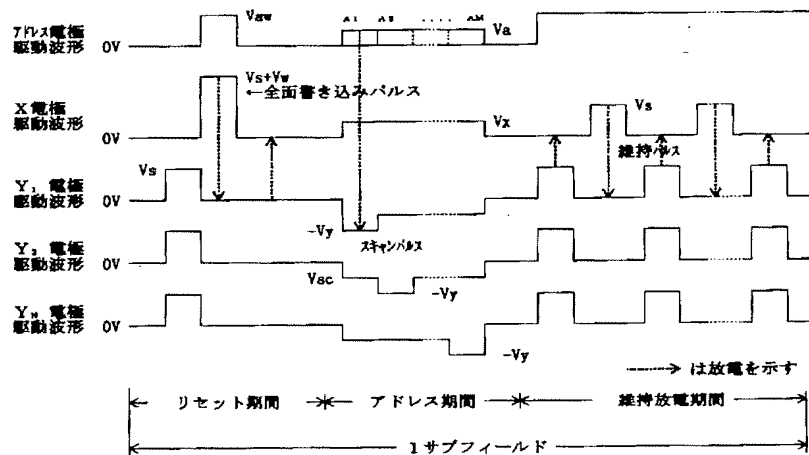 Vaw
A1 A2 .... AM
アドレス電極
駆動波形 0V
Va
Vs+Vw
←全面書き込みパルス
X電極
駆動波形 0V
Vx
Vs
維持パルス
Vs
Y₁電極
駆動波形 0V
-Vy
スキャンパルス
Y₂電極
駆動波形 0V
Vsc
-Vy
Y_N電極
駆動波形 0V
-Vy
は放電を示す
リセット期間
アドレス期間
維持放電期間
1サブフィールド